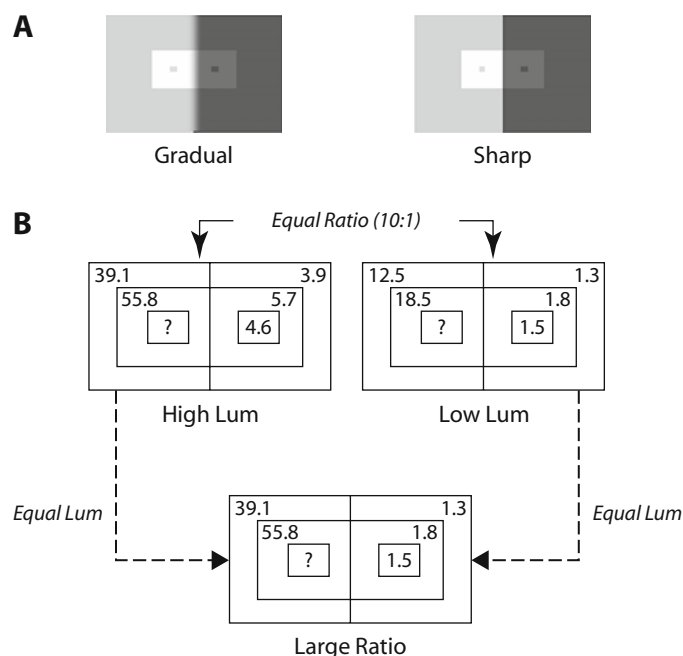 A
Gradual Sharp
B
Equal Ratio (10:1)
39.1 3.9 12.5 1.3
55.8 5.7 18.5 1.8
? 4.6 ? 1.5
High Lum Low Lum
Equal Lum Equal Lum
39.1 1.3
55.8 1.8
? 1.5
Large Ratio